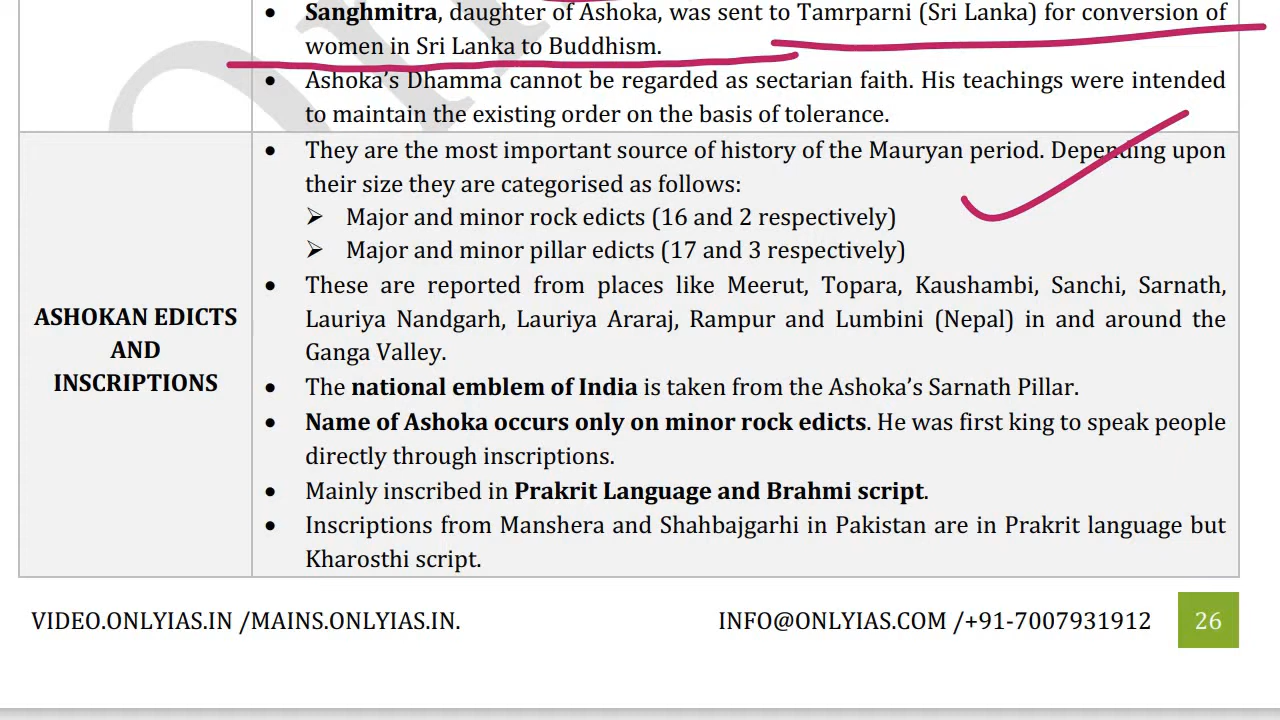 • Sanghmitra, daughter of Ashoka, was sent to Tamrparni (Sri Lanka) for conversion of
women in Sri Lanka to Buddhism.
• Ashoka's Dhamma cannot be regarded as sectarian faith. His teachings were intended
to maintain the existing order on the basis of tolerance.
ASHOKAN EDICTS
AND
INSCRIPTIONS
• They are the most important source of history of the Mauryan period. Depending upon
their size they are categorised as follows:
➢ Major and minor rock edicts (16 and 2 respectively)
➢ Major and minor pillar edicts (17 and 3 respectively)
• These are reported from places like Meerut, Topara, Kaushambi, Sanchi, Sarnath,
Lauriya Nandgarh, Lauriya Araraj, Rampur and Lumbini (Nepal) in and around the
Ganga Valley.
• The national emblem of India is taken from the Ashoka's Sarnath Pillar.
• Name of Ashoka occurs only on minor rock edicts. He was first king to speak people
directly through inscriptions.
• Mainly inscribed in Prakrit Language and Brahmi script.
• Inscriptions from Manshera and Shahbajgarhi in Pakistan are in Prakrit language but
Kharosthi script.
VIDEO.ONLYIAS.IN /MAINS.ONLYIAS.IN.
INFO@ONLYIAS.COM /+91-7007931912
26